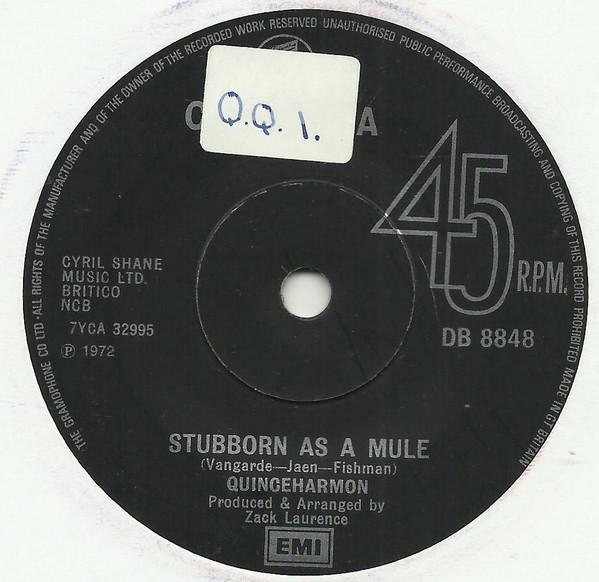 THE GRAMOPHONE CO LTD·ALL RIGHTS OF THE MANUFACTURER AND OF THE OWNER OF THE RECORDED WORK RESERVED UNAUTHORISED PUBLIC PERFORMANCE BROADCASTING AND COPYING OF THIS RECORD PROHIBITED MADE IN GT BRITAIN
Q.Q.1.
C A
45
R.P.M.
CYRIL SHANE
MUSIC LTD.
BRITICO
NCB
7YCA 32995
Ⓟ 1972
DB 8848
STUBBORN AS A MULE
(Vangarde—Jaen—Fishman)
QUINCEHARMON
Produced & Arranged by
Zack Laurence
EMI